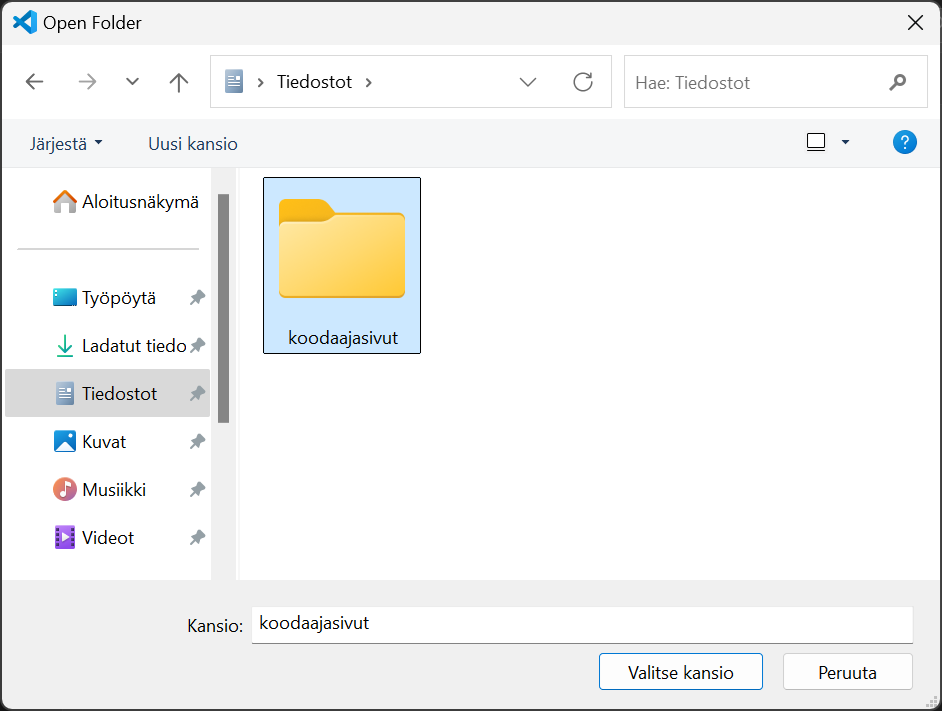 Open Folder
Tiedostot
Hae: Tiedostot
Järjestä
Uusi kansio
?
Aloitusnäkymä
Työpöytä
Ladatut tiedo
Tiedostot
Kuvat
Musiikki
Videot
koodaajasivut
Kansio:
koodaajasivut
Valitse kansio
Peruuta